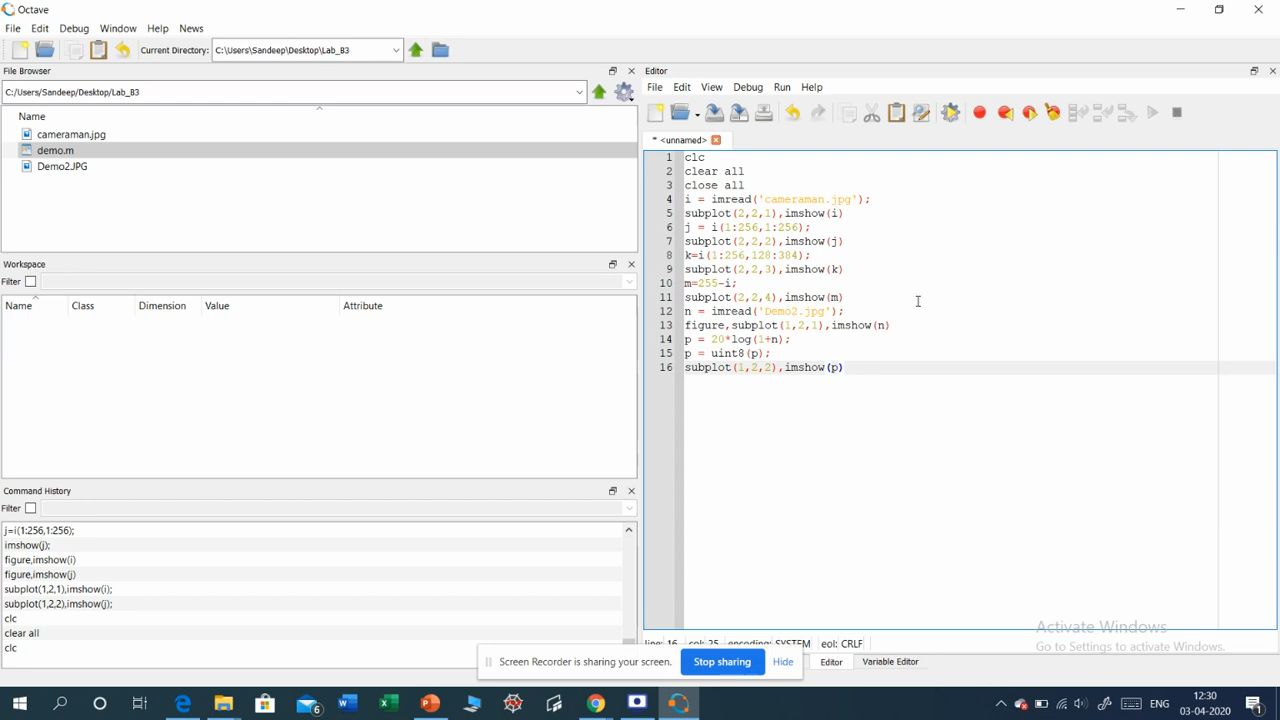 Octave
File Edit Debug Window Help News
Current Directory: C:\Users\Sandeep\Desktop\Lab_B3
File Browser
C:/Users/Sandeep/Desktop/Lab_B3
Name
cameraman.jpg
demo.m
Demo2.JPG
Workspace
Filter
Name Class Dimension Value Attribute
Command History
Filter
j=i(1:256,1:256);
imshow(j);
figure,imshow(i)
figure,imshow(j)
subplot(1,2,1),imshow(i);
subplot(1,2,2),imshow(j);
clc
clear all
clc
Editor
File Edit View Debug Run Help
* <unnamed>
1 clc
2 clear all
3 close all
4 i = imread('cameraman.jpg');
5 subplot(2,2,1),imshow(i)
6 j = i(1:256,1:256);
7 subplot(2,2,2),imshow(j)
8 k=i(1:256,128:384);
9 subplot(2,2,3),imshow(k)
10 m=255-i;
11 subplot(2,2,4),imshow(m)
12 n = imread('Demo2.jpg');
13 figure,subplot(1,2,1),imshow(n)
14 p = 20*log(1+n);
15 p = uint8(p);
16 subplot(1,2,2),imshow(p)
Activate Windows
Go to Settings to activate Windows.
line: 16 col: 25 encoding: SYSTEM eol: CRLF
Screen Recorder is sharing your screen. Stop sharing Hide
Editor Variable Editor
6
ENG
12:30
03-04-2020
1